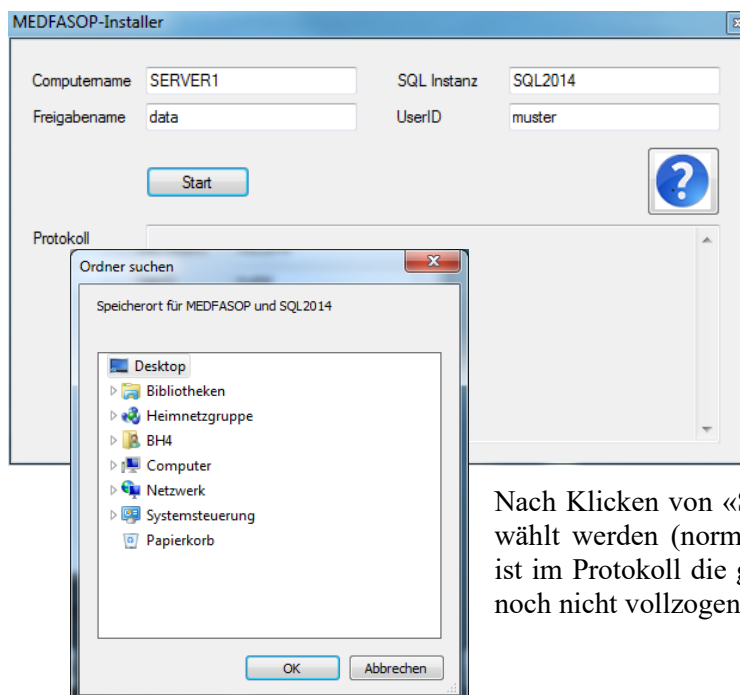 MEDFASOP-Installer
Computername SERVER1 SQL Instanz SQL2014
Freigabename data UserID muster
Start
Protokoll
Ordner suchen
Speicherort für MEDFASOP und SQL2014
Desktop
Bibliotheken
Heimnetzgruppe
BH4
Computer
Netzwerk
Systemsteuerung
Papierkorb
OK Abbrechen
Nach Klicken von «
wählt werden (norm
ist im Protokoll die
noch nicht vollzogen